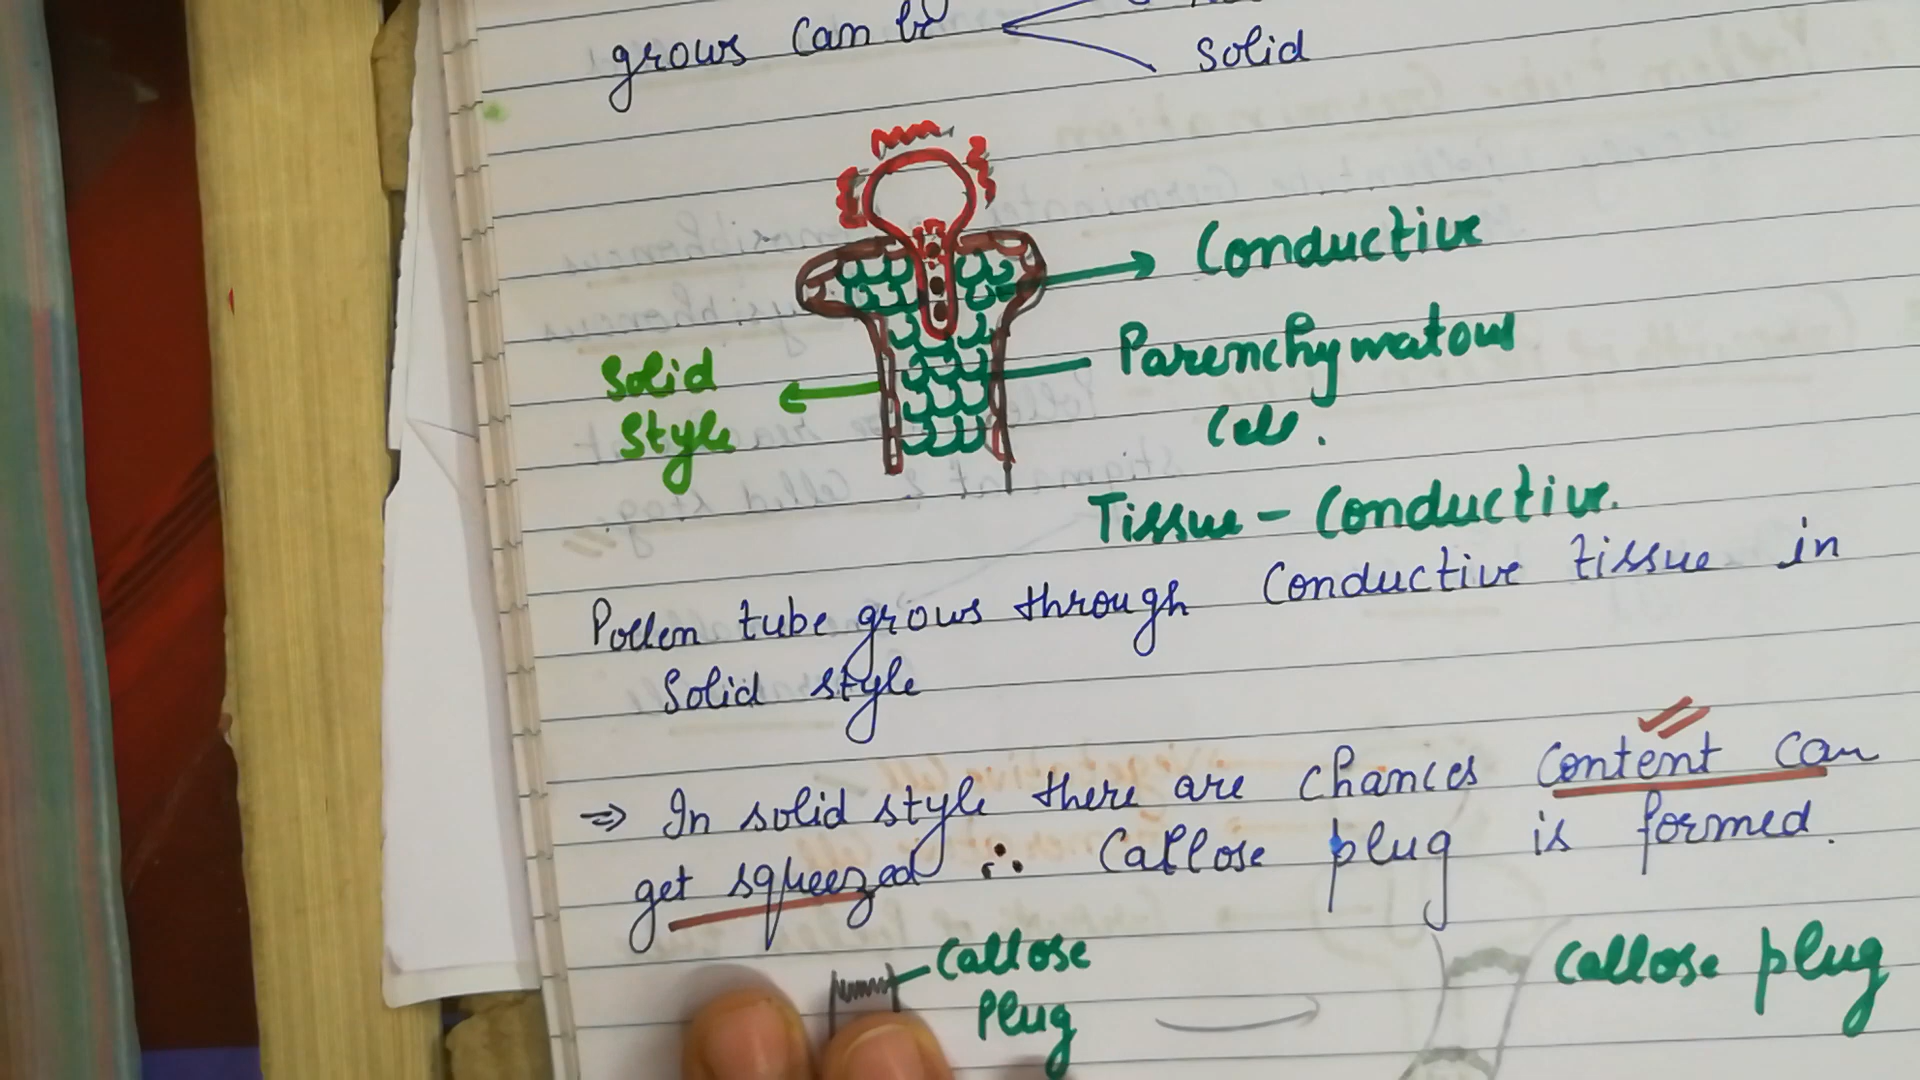 grows can be
Solid
Conductive
Parenchymatous
Solid
Style
Tissue - Conductive.
Pollen tube grows through Conductive tissue in
Solid style
⇒ In solid style there are chances content can
get squeezed ∴ Callose plug is formed.
Callose
Plug
Callose plug